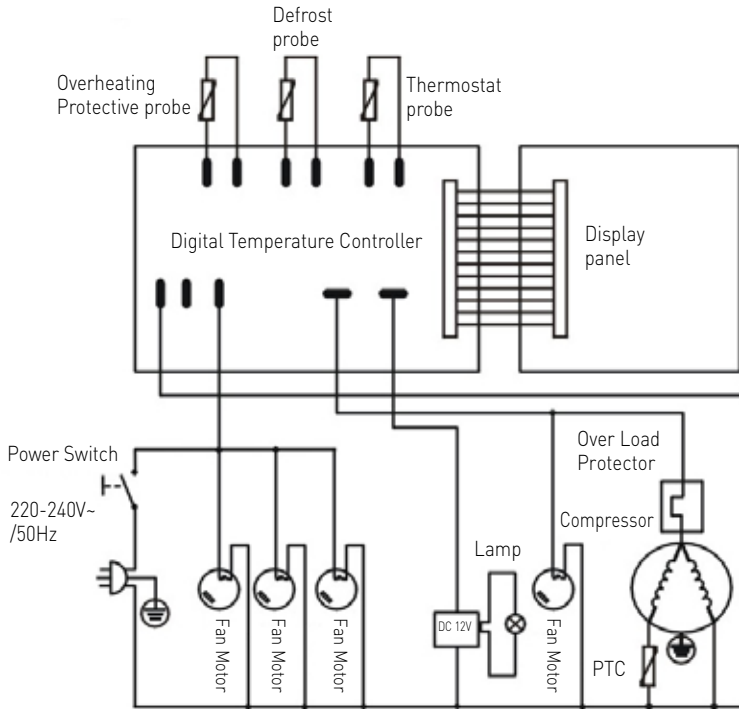 Defrost
probe
Overheating
Protective probe
Thermostat
probe
Digital Temperature Controller
Display
panel
Power Switch
220-240V~
/50Hz
Over Load
Protector
Compressor
Lamp
DC 12V
Fan Motor
Fan Motor
Fan Motor
Fan Motor
PTC